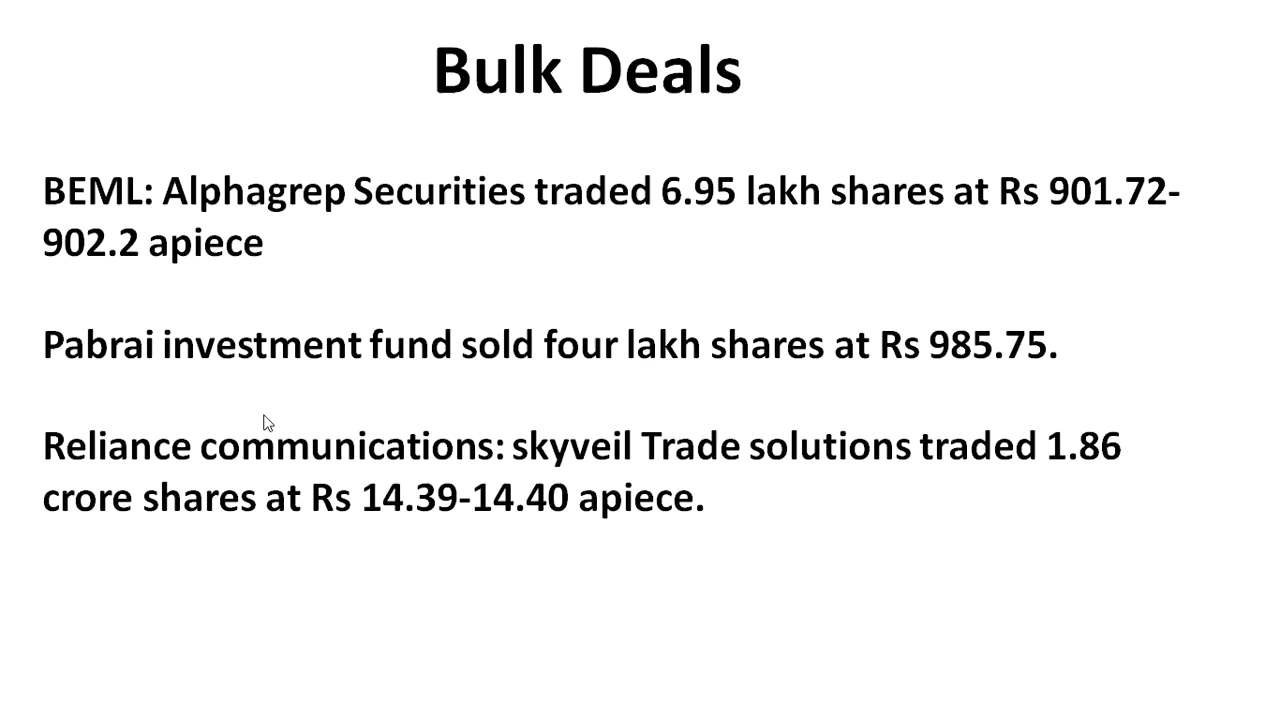 Bulk Deals
BEML: Alphagrep Securities traded 6.95 lakh shares at Rs 901.72-
902.2 apiece
Pabrai investment fund sold four lakh shares at Rs 985.75.
Reliance communications: skyveil Trade solutions traded 1.86
crore shares at Rs 14.39-14.40 apiece.